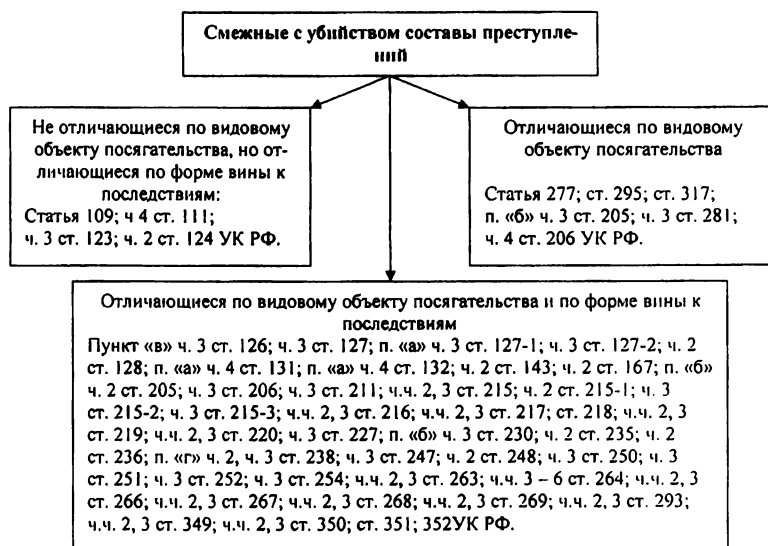 Смежные с убийством составы преступле-
ний
Не отличающиеся по видовому
объекту посягательства, но от-
личающиеся по форме вины к
последствиям:
Статья 109; ч 4 ст. 111;
ч. 3 ст. 123; ч. 2 ст. 124 УК РФ.
Отличающиеся по видовому
объекту посягательства
Статья 277; ст. 295; ст. 317;
п. «б» ч. 3 ст. 205; ч. 3 ст. 281;
ч. 4 ст. 206 УК РФ.
Отличающиеся по видовому объекту посягательства и по форме вины к
последствиям
Пункт «в» ч. 3 ст. 126; ч. 3 ст. 127; п. «а» ч. 3 ст. 127-1; ч. 3 ст. 127-2; ч. 2
ст. 128; п. «а» ч. 4 ст. 131; п. «а» ч. 4 ст. 132; ч. 2 ст. 143; ч. 2 ст. 167; п. «б»
ч. 2 ст. 205; ч. 3 ст. 206; ч. 3 ст. 211; ч.ч. 2, 3 ст. 215; ч. 2 ст. 215-1; ч. 3
ст. 215-2; ч. 3 ст. 215-3; ч.ч. 2, 3 ст. 216; ч.ч. 2, 3 ст. 217; ст. 218; ч.ч. 2, 3
ст. 219; ч.ч. 2, 3 ст. 220; ч. 3 ст. 227; п. «б» ч. 3 ст. 230; ч. 2 ст. 235; ч. 2
ст. 236; п. «г» ч. 2, ч. 3 ст. 238; ч. 3 ст. 247; ч. 2 ст. 248; ч. 3 ст. 250; ч. 3
ст. 251; ч. 3 ст. 252; ч. 3 ст. 254; ч.ч. 2, 3 ст. 263; ч.ч. 3 – 6 ст. 264; ч.ч. 2, 3
ст. 266; ч.ч. 2, 3 ст. 267; ч.ч. 2, 3 ст. 268; ч.ч. 2, 3 ст. 269; ч.ч. 2, 3 ст. 293;
ч.ч. 2, 3 ст. 349; ч.ч. 2, 3 ст. 350; ст. 351; 352УК РФ.